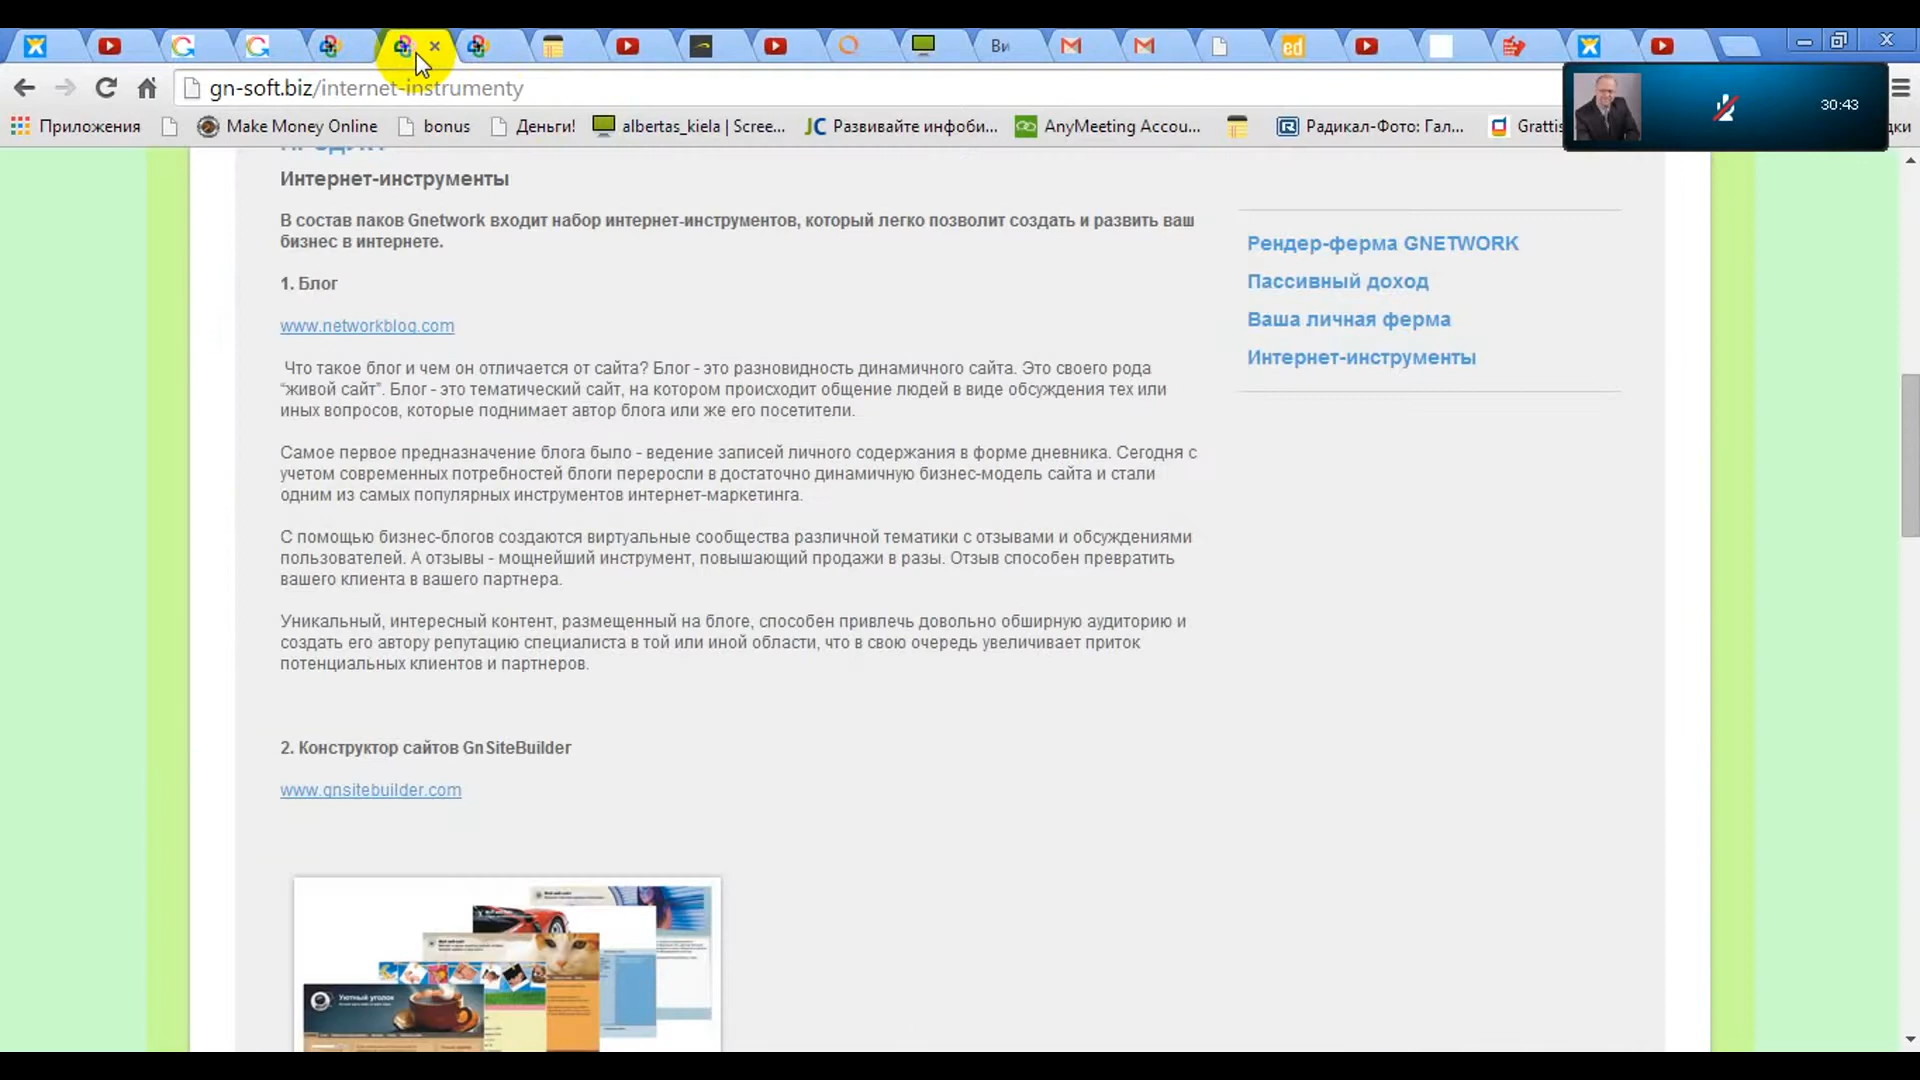 Ви
ed
gn-soft.biz/internet-instrumenty
30:43
Приложения
Make Money Online
bonus
Деньги!
albertas_kiela | Scree...
JC
Развивайте инфоби...
AnyMeeting Accou...
Радикал-Фото: Гал...
Grattis
Интернет-инструменты
В состав паков Gnetwork входит набор интернет-инструментов, который легко позволит создать и развить ваш
бизнес в интернете.
1. Блог
www.networkblog.com
Что такое блог и чем он отличается от сайта? Блог - это разновидность динамичного сайта. Это своего рода
“живой сайт”. Блог - это тематический сайт, на котором происходит общение людей в виде обсуждения тех или
иных вопросов, которые поднимает автор блога или же его посетители.
Самое первое предназначение блога было - ведение записей личного содержания в форме дневника. Сегодня с
учетом современных потребностей блоги переросли в достаточно динамичную бизнес-модель сайта и стали
одним из самых популярных инструментов интернет-маркетинга.
С помощью бизнес-блогов создаются виртуальные сообщества различной тематики с отзывами и обсуждениями
пользователей. А отзывы - мощнейший инструмент, повышающий продажи в разы. Отзыв способен превратить
вашего клиента в вашего партнера.
Уникальный, интересный контент, размещенный на блоге, способен привлечь довольно обширную аудиторию и
создать его автору репутацию специалиста в той или иной области, что в свою очередь увеличивает приток
потенциальных клиентов и партнеров.
2. Конструктор сайтов GnSiteBuilder
www.gnsitebuilder.com
Уютный уголок
Рендер-ферма GNETWORK
Пассивный доход
Ваша личная ферма
Интернет-инструменты